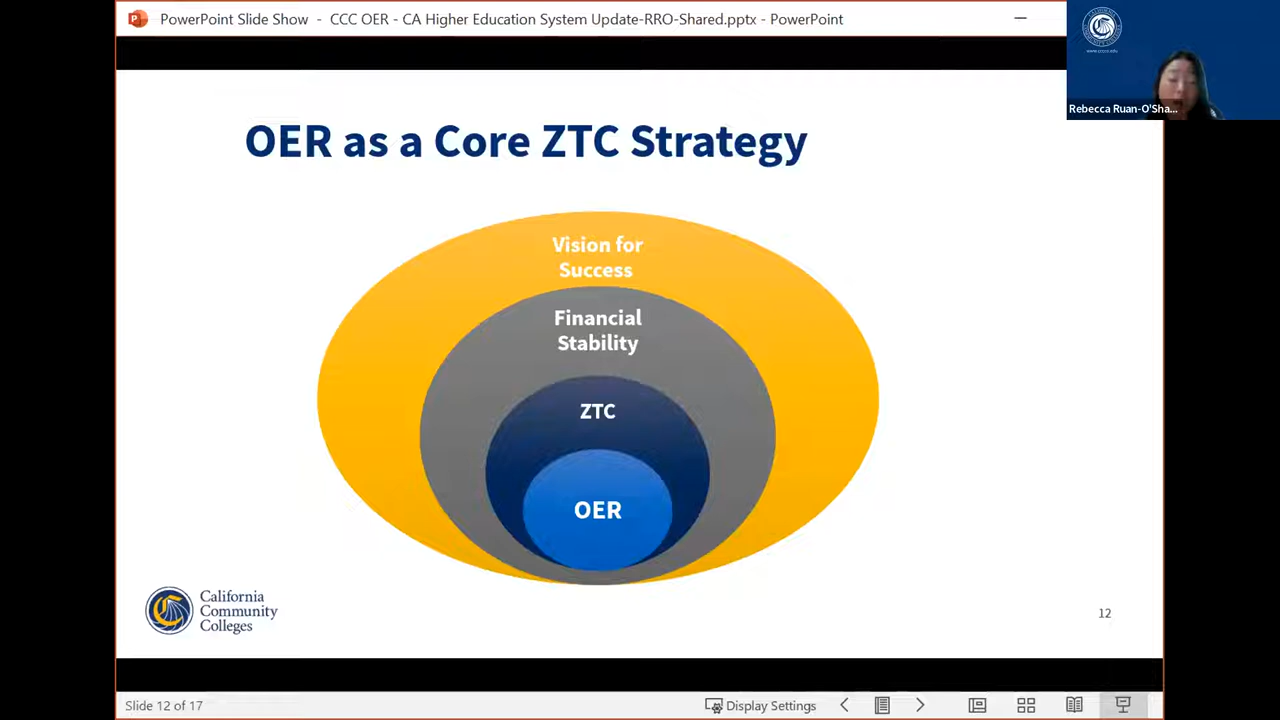 PowerPoint Slide Show - CCC OER - CA Higher Education System Update-RRO-Shared.pptx - PowerPoint
Rebecca Ruan-O'Sha...
OER as a Core ZTC Strategy
Vision for
Success
Financial
Stability
ZTC
OER
California
Community
Colleges
12
Slide 12 of 17
Display Settings